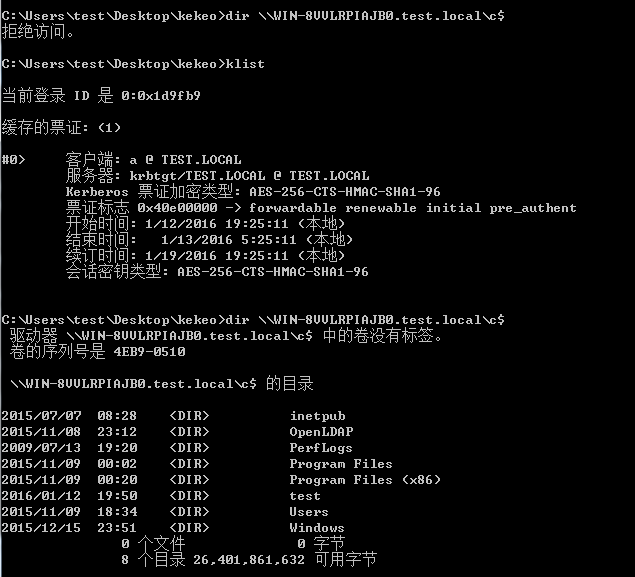 C:\Users\test\Desktop\kekeo>dir \\WIN-8VVLRPIAJB0.test.local\c$
拒绝访问。
C:\Users\test\Desktop\kekeo>klist
当前登录 ID 是 0:0x1d9fb9
缓存的票证: (1)
#0> 客户端: a @ TEST.LOCAL
服务器: krbtgt/TEST.LOCAL @ TEST.LOCAL
Kerberos 票证加密类型: AES-256-CTS-HMAC-SHA1-96
票证标志 0x40e00000 -> forwardable renewable initial pre_authent
开始时间: 1/12/2016 19:25:11 (本地)
结束时间: 1/13/2016 5:25:11 (本地)
续订时间: 1/19/2016 19:25:11 (本地)
会话密钥类型: AES-256-CTS-HMAC-SHA1-96
C:\Users\test\Desktop\kekeo>dir \\WIN-8VVLRPIAJB0.test.local\c$
驱动器 \\WIN-8VVLRPIAJB0.test.local\c$ 中的卷没有标签。
卷的序列号是 4EB9-0510
\\WIN-8VVLRPIAJB0.test.local\c$ 的目录
2015/07/07 08:28 <DIR> inetpub
2015/11/08 23:12 <DIR> OpenLDAP
2009/07/13 19:20 <DIR> PerfLogs
2015/11/09 00:02 <DIR> Program Files
2015/11/09 00:20 <DIR> Program Files (x86)
2016/01/12 19:50 <DIR> test
2015/11/09 18:34 <DIR> Users
2015/12/15 23:51 <DIR> Windows
0 个文件 0 字节
8 个目录 26,401,861,632 可用字节